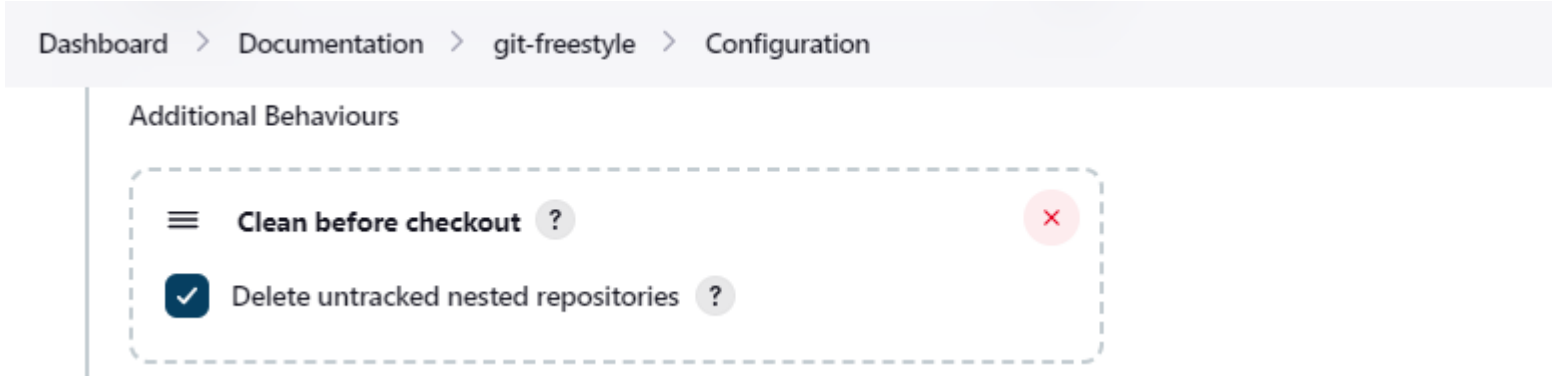 Dashboard > Documentation > git-freestyle > Configuration
Additional Behaviours
Clean before checkout ?
Delete untracked nested repositories ?